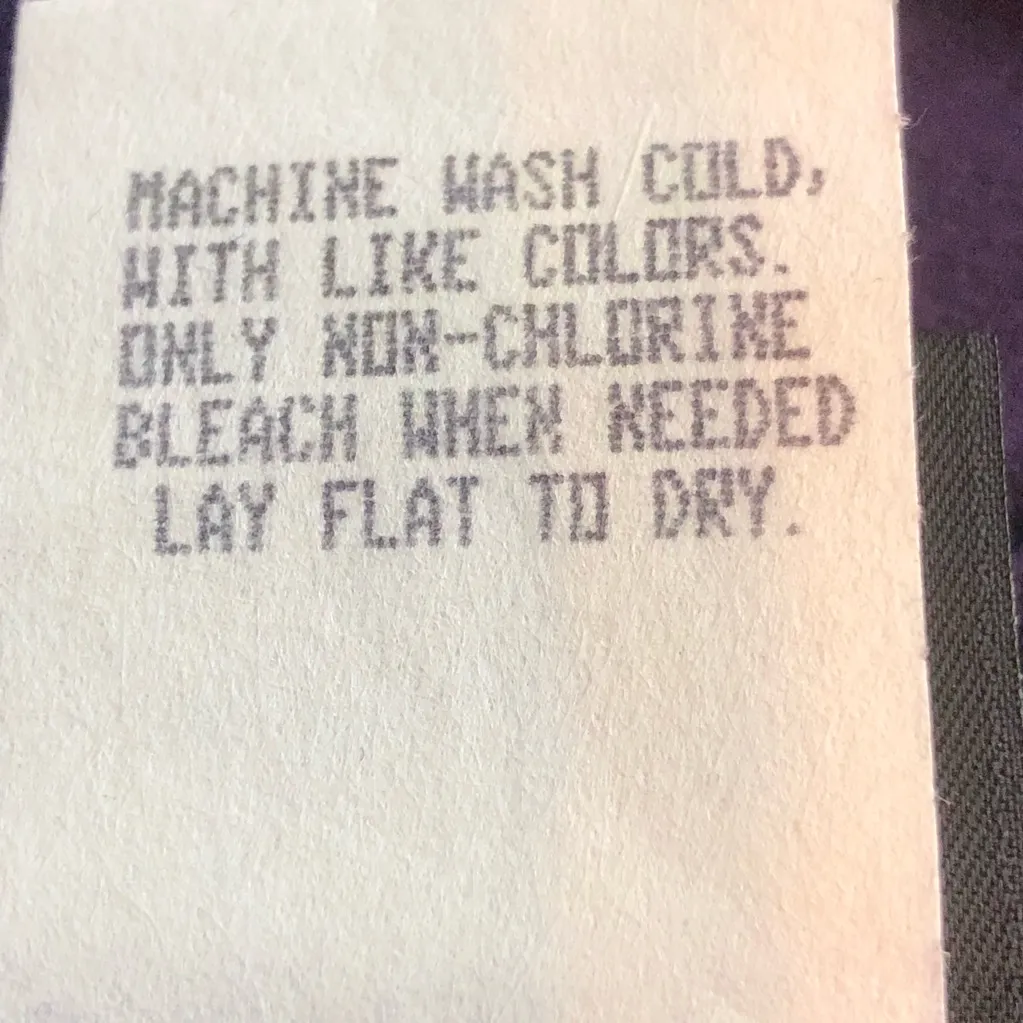 MACHINE WASH COLD,
WITH LIKE COLORS.
ONLY NON-CHLORINE
BLEACH WHEN NEEDED
LAY FLAT TO DRY.